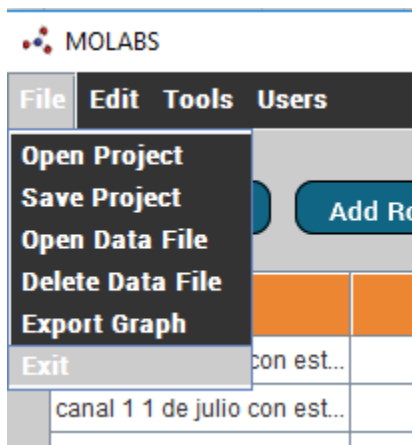 MOLABS
File Edit Tools Users
Open Project
Save Project
Add Ro
Open Data File
Delete Data File
Export Graph
Exit
con est...
canal 1 1 de julio con est...